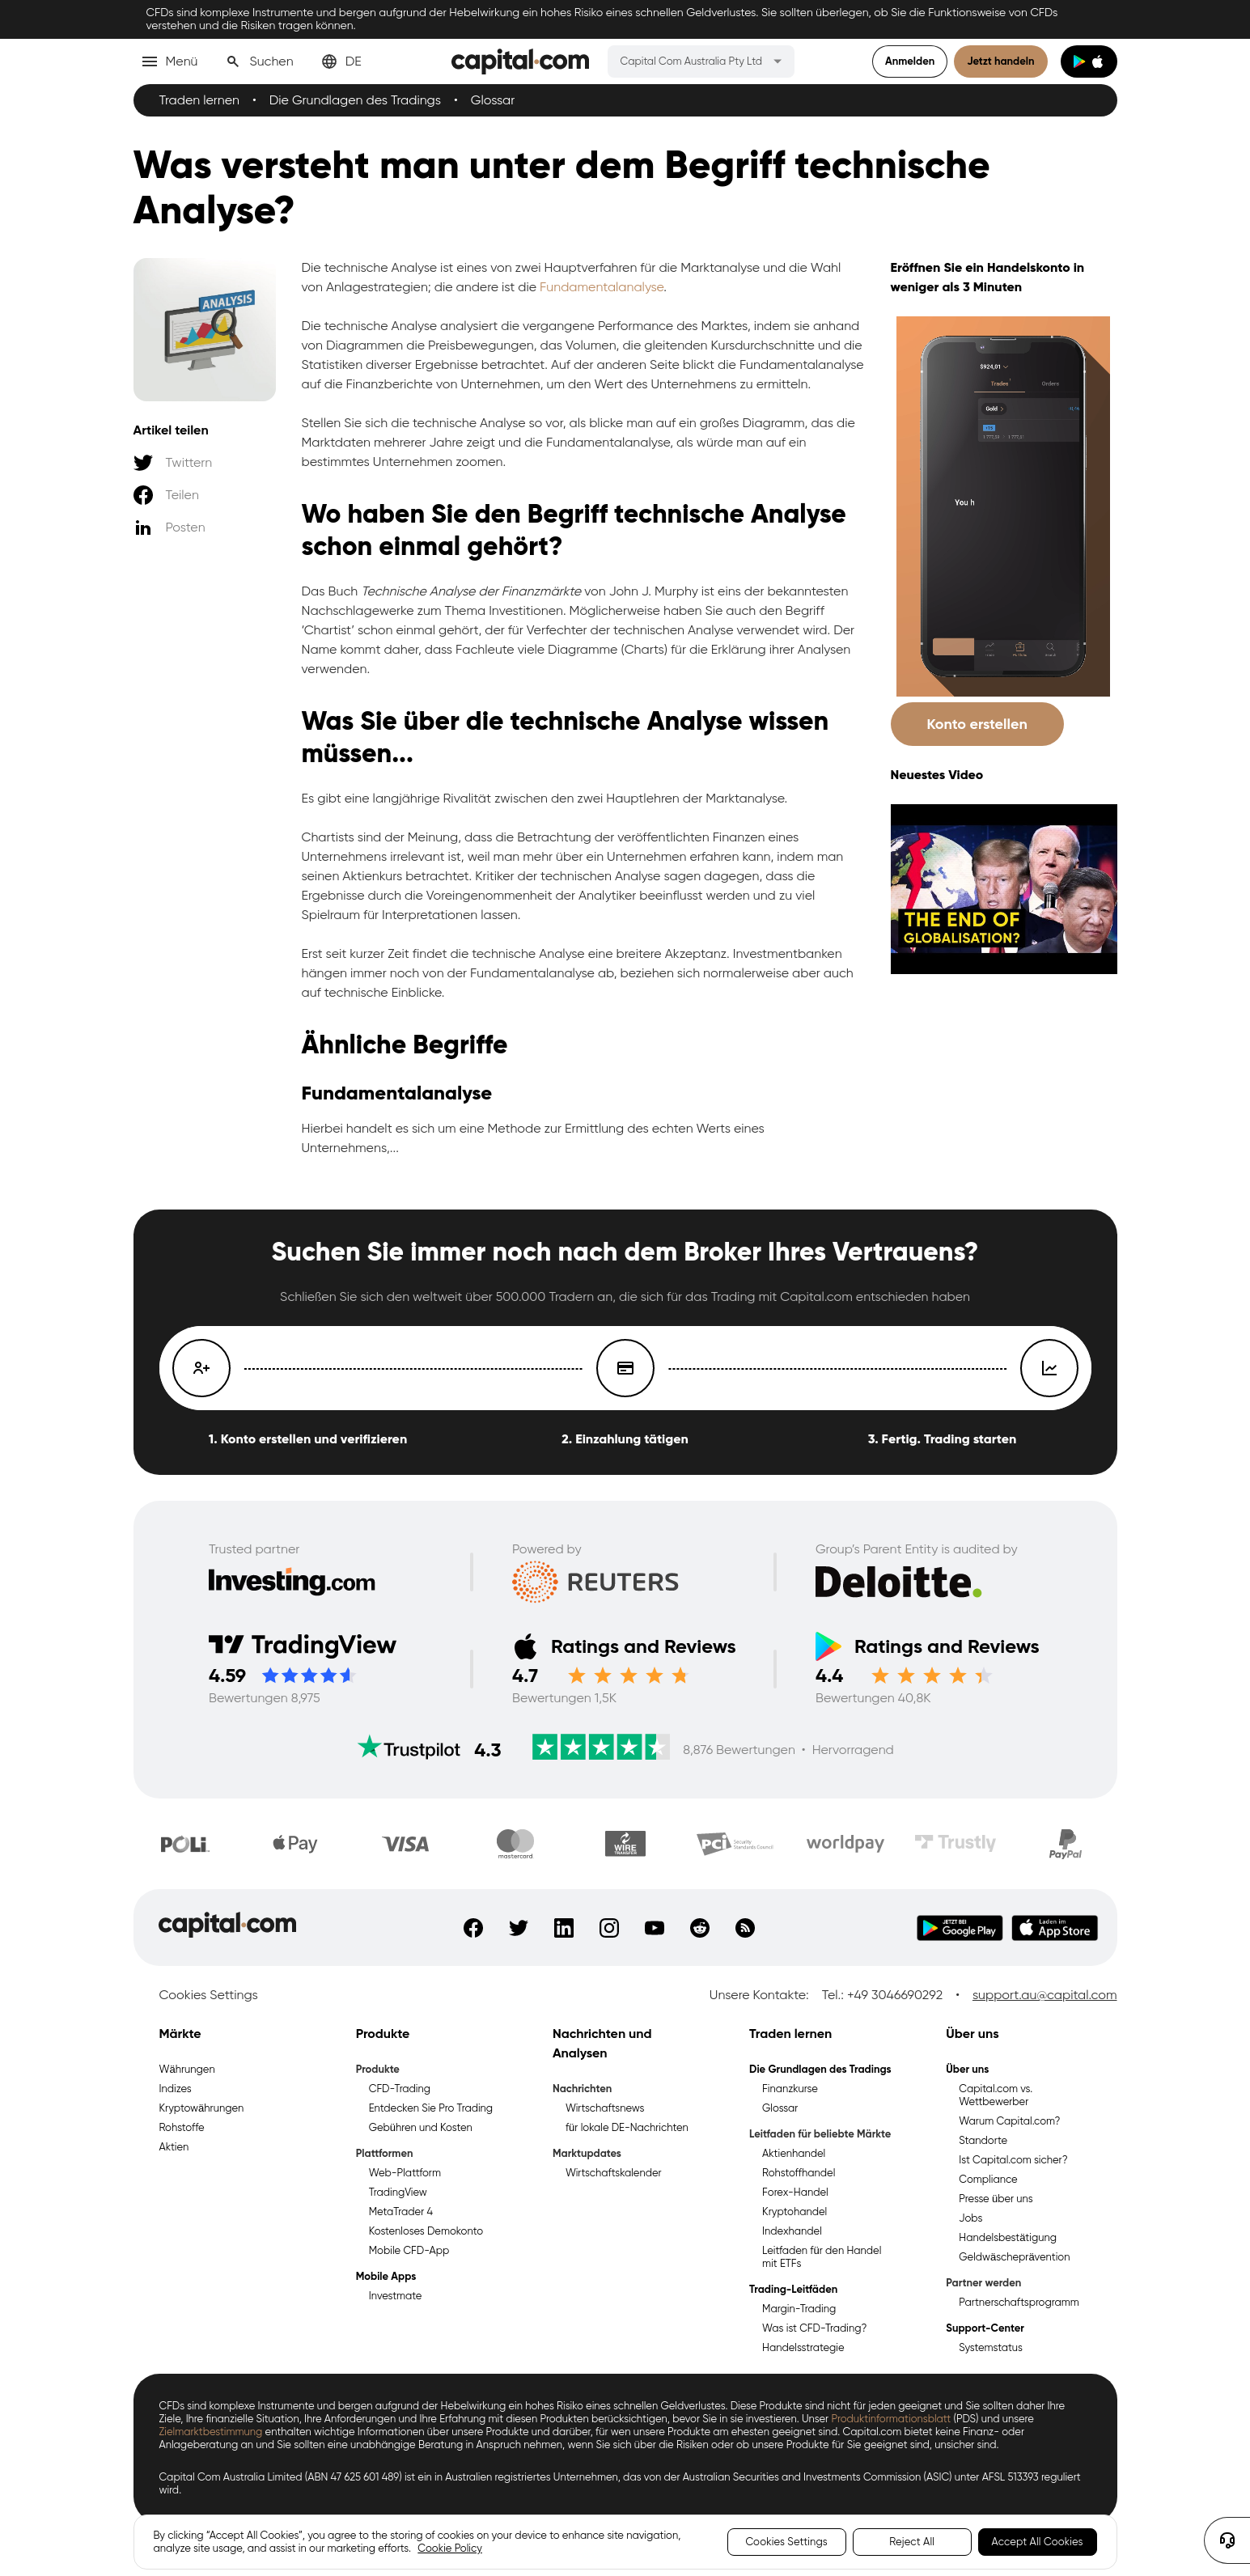 CFDs sind komplexe Instrumente und bergen aufgrund der Hebelwirkung ein hohes Risiko eines schnellen Geldverlustes. Sie sollten überlegen, ob Sie die Funktionsweise von CFDs
verstehen und die Risiken tragen können.
Menü
Suchen
DE
capital.com
Capital Com Australia Pty Ltd
Anmelden
Jetzt handeln
Traden lernen • Die Grundlagen des Tradings • Glossar
Was versteht man unter dem Begriff technische
Analyse?
ANALYSIS
Artikel teilen
Twittern
Teilen
Posten
Die technische Analyse ist eines von zwei Hauptverfahren für die Marktanalyse und die Wahl
von Anlagestrategien; die andere ist die Fundamentalanalyse.
Die technische Analyse analysiert die vergangene Performance des Marktes, indem sie anhand
von Diagrammen die Preisbewegungen, das Volumen, die gleitenden Kursdurchschnitte und die
Statistiken diverser Ergebnisse betrachtet. Auf der anderen Seite blickt die Fundamentalanalyse
auf die Finanzberichte von Unternehmen, um den Wert des Unternehmens zu ermitteln.
Stellen Sie sich die technische Analyse so vor, als blicke man auf ein großes Diagramm, das die
Marktdaten mehrerer Jahre zeigt und die Fundamentalanalyse, als würde man auf ein
bestimmtes Unternehmen zoomen.
Wo haben Sie den Begriff technische Analyse
schon einmal gehört?
Das Buch Technische Analyse der Finanzmärkte von John J. Murphy ist eins der bekanntesten
Nachschlagewerke zum Thema Investitionen. Möglicherweise haben Sie auch den Begriff
‘Chartist’ schon einmal gehört, der für Verfechter der technischen Analyse verwendet wird. Der
Name kommt daher, dass Fachleute viele Diagramme (Charts) für die Erklärung ihrer Analysen
verwenden.
Was Sie über die technische Analyse wissen
müssen...
Es gibt eine langjährige Rivalität zwischen den zwei Hauptlehren der Marktanalyse.
Chartists sind der Meinung, dass die Betrachtung der veröffentlichten Finanzen eines
Unternehmens irrelevant ist, weil man mehr über ein Unternehmen erfahren kann, indem man
seinen Aktienkurs betrachtet. Kritiker der technischen Analyse sagen dagegen, dass die
Ergebnisse durch die Voreingenommenheit der Analytiker beeinflusst werden und zu viel
Spielraum für Interpretationen lassen.
Erst seit kurzer Zeit findet die technische Analyse eine breitere Akzeptanz. Investmentbanken
hängen immer noch von der Fundamentalanalyse ab, beziehen sich normalerweise aber auch
auf technische Einblicke.
Ähnliche Begriffe
Fundamentalanalyse
Hierbei handelt es sich um eine Methode zur Ermittlung des echten Werts eines
Unternehmens,...
Eröffnen Sie ein Handelskonto in
weniger als 3 Minuten
$924,01
Trades
Orders
Gold
You h
Konto erstellen
Neuestes Video
THE END OF
GLOBALISATION?
Suchen Sie immer noch nach dem Broker Ihres Vertrauens?
Schließen Sie sich den weltweit über 500.000 Tradern an, die sich für das Trading mit Capital.com entschieden haben
1. Konto erstellen und verifizieren
2. Einzahlung tätigen
3. Fertig. Trading starten
Trusted partner
Investing.com
Powered by
REUTERS
Group’s Parent Entity is audited by
Deloitte.
TradingView
4.59
Bewertungen 8,975
Ratings and Reviews
4.7
Bewertungen 1,5K
Ratings and Reviews
4.4
Bewertungen 40,8K
Trustpilot 4.3
8,876 Bewertungen • Hervorragend
POLi
Pay
VISA
mastercard
WIRE
TRANSFER
PCI Security Standards Council
worldpay
Trustly
PayPal
capital.com
JETZT BEI
Google Play
Laden im
App Store
Cookies Settings
Unsere Kontakte: Tel.: +49 3046690292 • support.au@capital.com
Märkte
Währungen
Indizes
Kryptowährungen
Rohstoffe
Aktien
Produkte
Produkte
CFD-Trading
Entdecken Sie Pro Trading
Gebühren und Kosten
Plattformen
Web-Plattform
TradingView
MetaTrader 4
Kostenloses Demokonto
Mobile CFD-App
Mobile Apps
Investmate
Nachrichten und
Analysen
Nachrichten
Wirtschaftsnews
für lokale DE-Nachrichten
Marktupdates
Wirtschaftskalender
Traden lernen
Die Grundlagen des Tradings
Finanzkurse
Glossar
Leitfaden für beliebte Märkte
Aktienhandel
Rohstoffhandel
Forex-Handel
Kryptohandel
Indexhandel
Leitfaden für den Handel
mit ETFs
Trading-Leitfäden
Margin-Trading
Was ist CFD-Trading?
Handelsstrategie
Über uns
Über uns
Capital.com vs.
Wettbewerber
Warum Capital.com?
Standorte
Ist Capital.com sicher?
Compliance
Presse über uns
Jobs
Handelsbestätigung
Geldwäscheprävention
Partner werden
Partnerschaftsprogramm
Support-Center
Systemstatus
CFDs sind komplexe Instrumente und bergen aufgrund der Hebelwirkung ein hohes Risiko eines schnellen Geldverlustes. Diese Produkte sind nicht für jeden geeignet und Sie sollten daher Ihre
Ziele, Ihre finanzielle Situation, Ihre Anforderungen und Ihre Erfahrung mit diesen Produkten berücksichtigen, bevor Sie in sie investieren. Unser Produktinformationsblatt (PDS) und unsere
Zielmarktbestimmung enthalten wichtige Informationen über unsere Produkte und darüber, für wen unsere Produkte am ehesten geeignet sind. Capital.com bietet keine Finanz- oder
Anlageberatung an und Sie sollten eine unabhängige Beratung in Anspruch nehmen, wenn Sie sich über die Risiken oder ob unsere Produkte für Sie geeignet sind, unsicher sind.
Capital Com Australia Limited (ABN 47 625 601 489) ist ein in Australien registriertes Unternehmen, das von der Australian Securities and Investments Commission (ASIC) unter AFSL 513393 reguliert
wird.
By clicking “Accept All Cookies”, you agree to the storing of cookies on your device to enhance site navigation,
analyze site usage, and assist in our marketing efforts. Cookie Policy
Cookies Settings
Reject All
Accept All Cookies